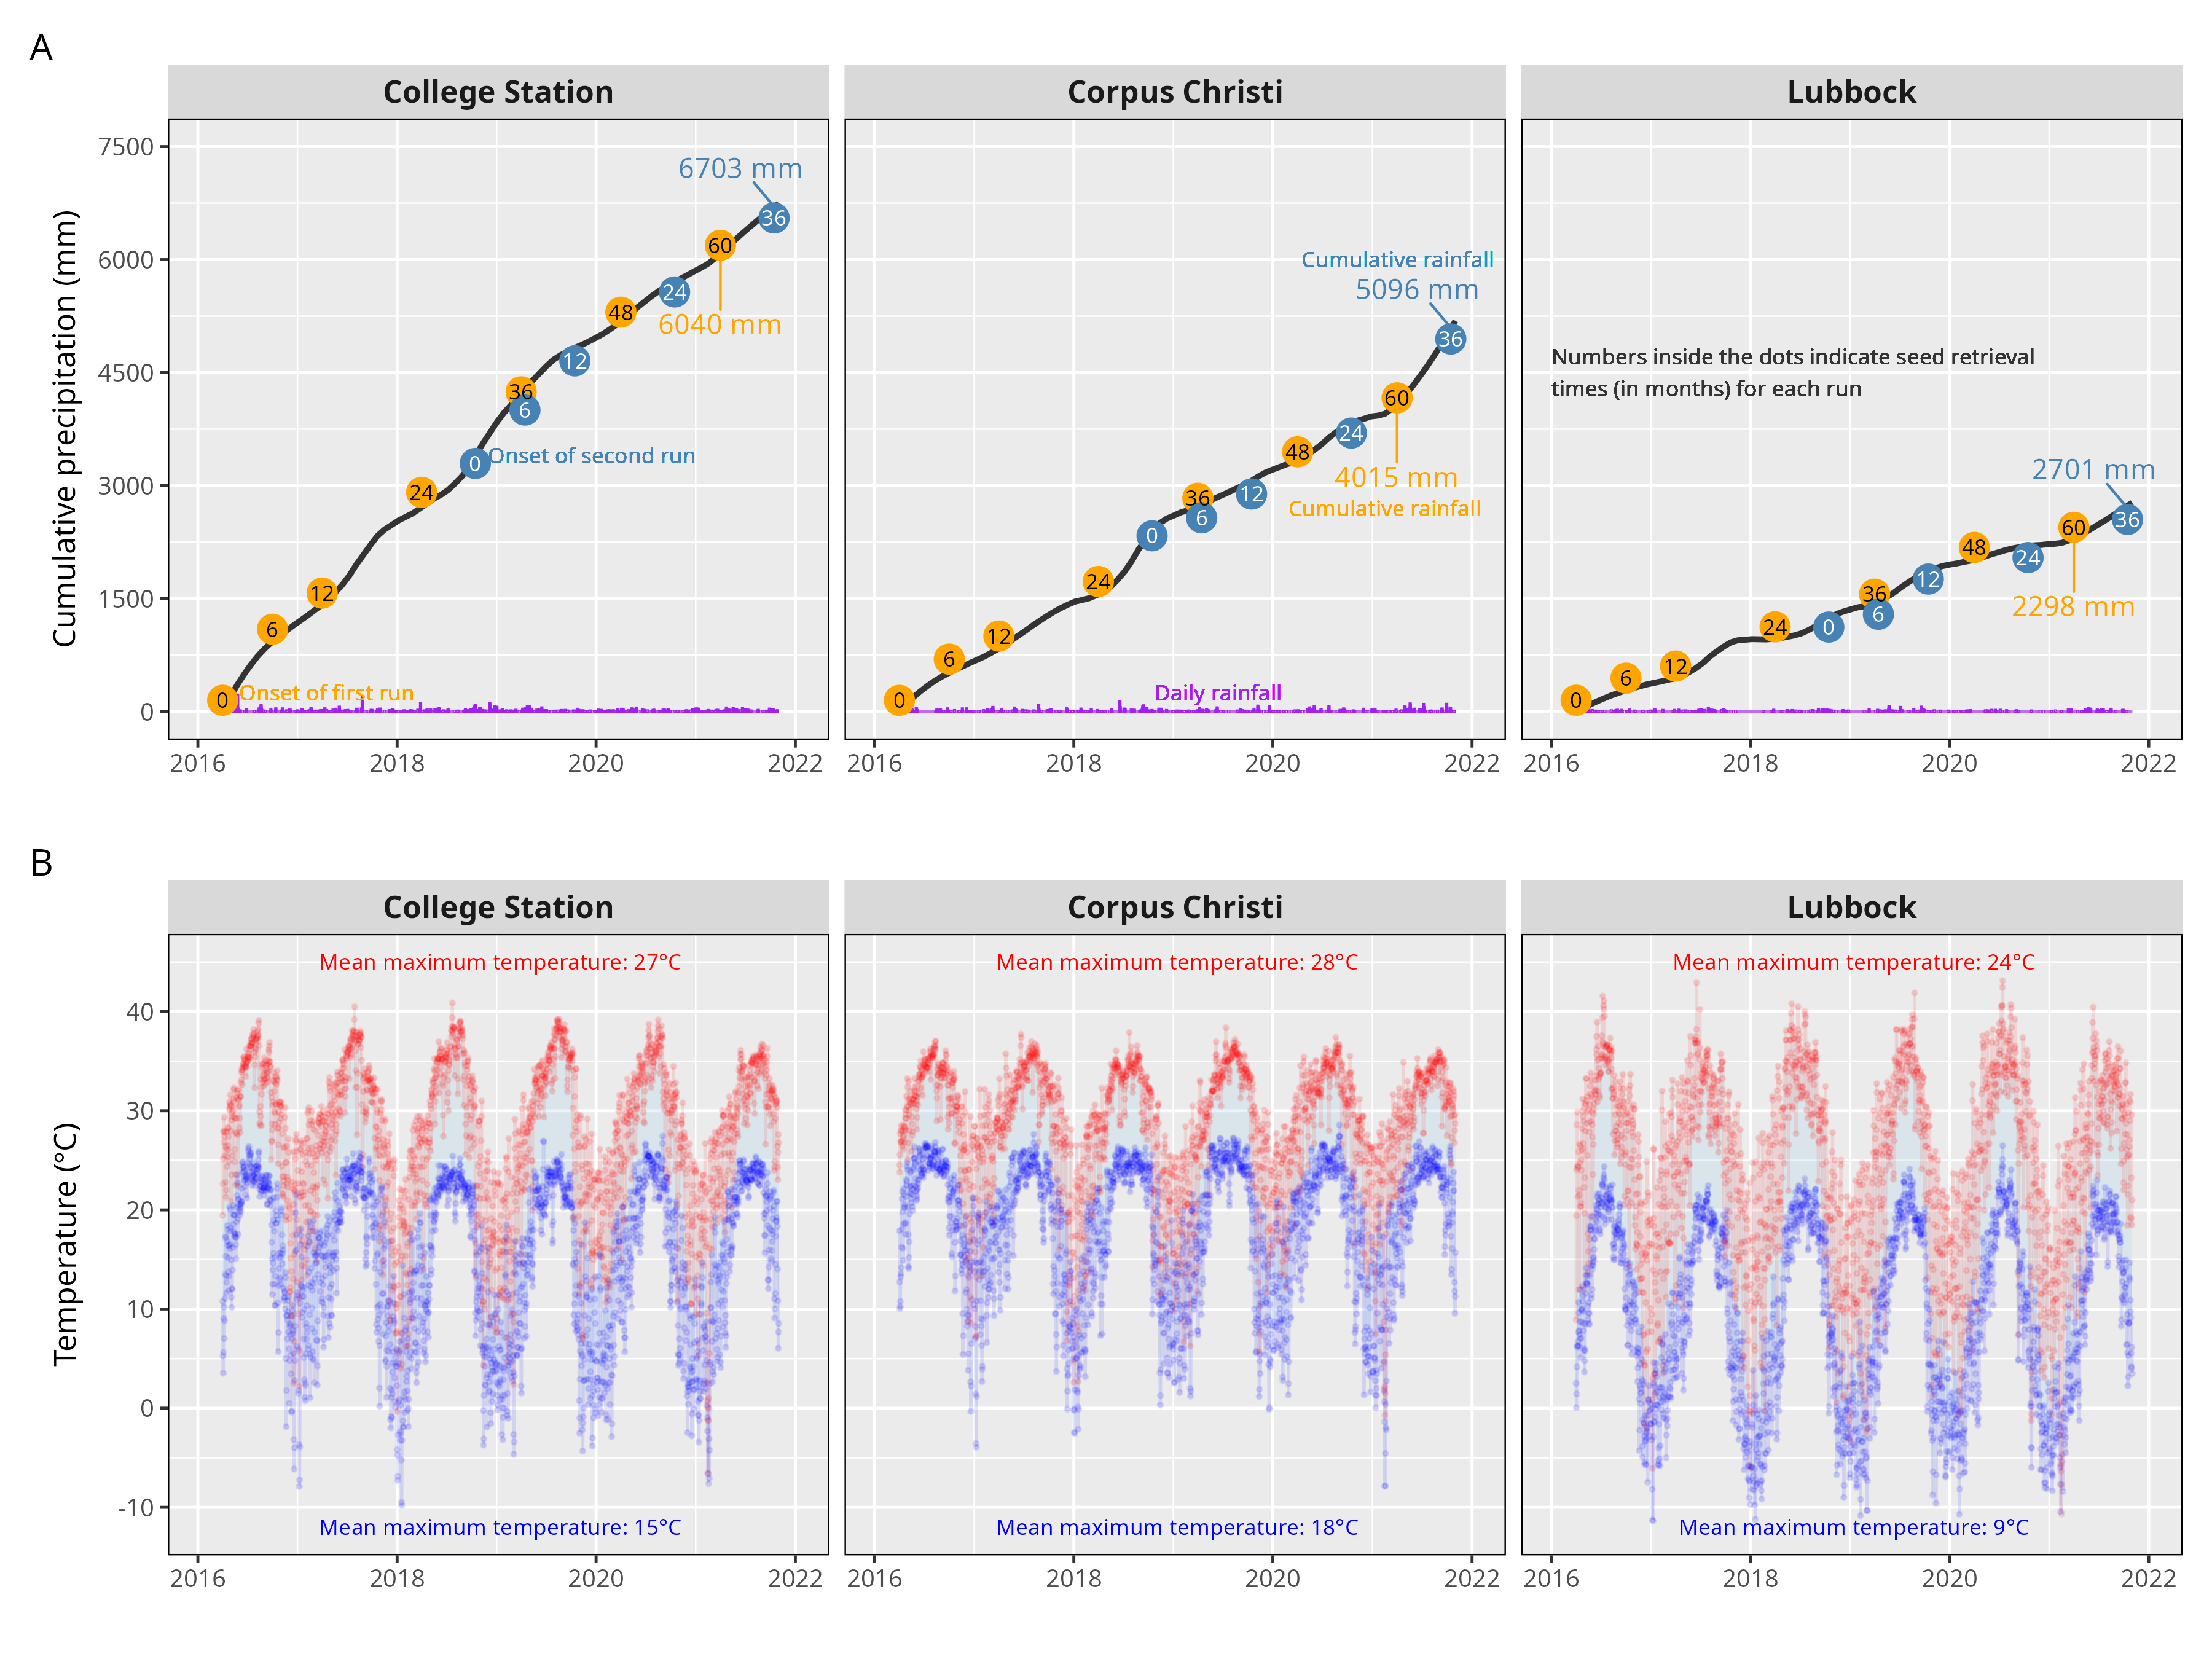 A
College Station
Corpus Christi
Lubbock
Cumulative precipitation (mm)
7500
6000
4500
3000
1500
0
6703 mm
36
60
24
6040 mm
48
12
36
6
0 Onset of second run
24
12
6
0 Onset of first run
2016 2018 2020 2022
Cumulative rainfall
5096 mm
36
60
24
48
4015 mm
Cumulative rainfall
12
36
6
0
24
12
6
0
Daily rainfall
2016 2018 2020 2022
Numbers inside the dots indicate seed retrieval
times (in months) for each run
2701 mm
36
60
24
48
2298 mm
12
36
6
0
24
12
6
0
2016 2018 2020 2022
B
College Station
Corpus Christi
Lubbock
Temperature (°C)
40
30
20
10
0
-10
Mean maximum temperature: 27°C
Mean maximum temperature: 15°C
2016 2018 2020 2022
Mean maximum temperature: 28°C
Mean maximum temperature: 18°C
2016 2018 2020 2022
Mean maximum temperature: 24°C
Mean maximum temperature: 9°C
2016 2018 2020 2022